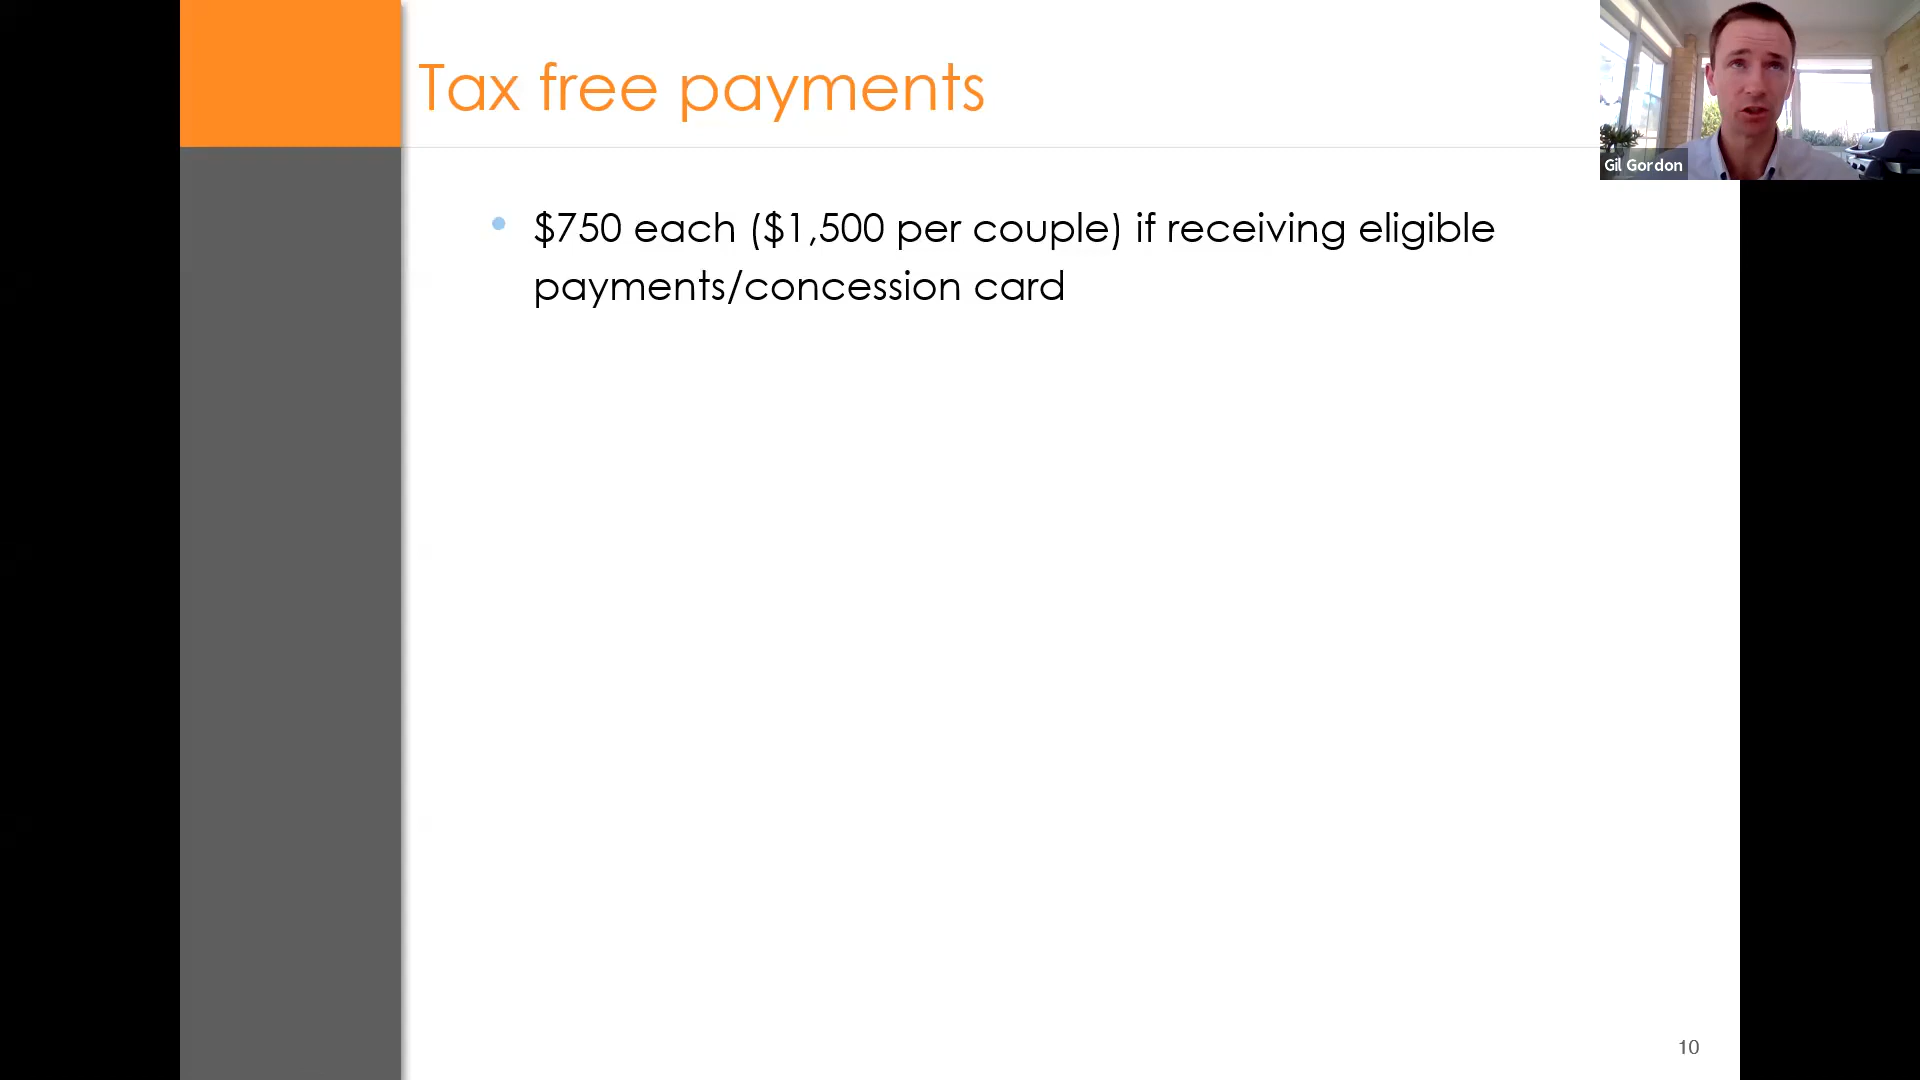 Tax free payments
Gil Gordon
• $750 each ($1,500 per couple) if receiving eligible
payments/concession card
10